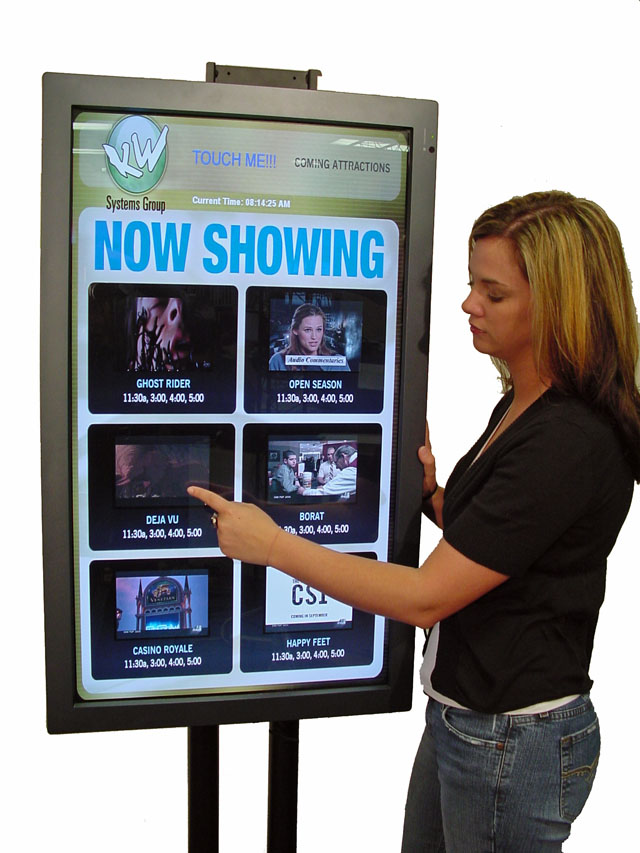 KW
Systems Group
TOUCH ME!!!
COMING ATTRACTIONS
Current Time: 08:14:25 AM
NOW SHOWING
GHOST RIDER
11:30a, 3:00, 4:00, 5:00
Audio Commentaries
OPEN SEASON
11:30a, 3:00, 4:00, 5:00
DEJA VU
11:30a, 3:00, 4:00, 5:00
BORAT
30a, 3:00, 4:00, 5:00
CASINO ROYALE
11:30a, 3:00, 4:00, 5:00
CSI
COMING IN SEPTEMBER
HAPPY FEET
11:30a, 3:00, 4:00, 5:00